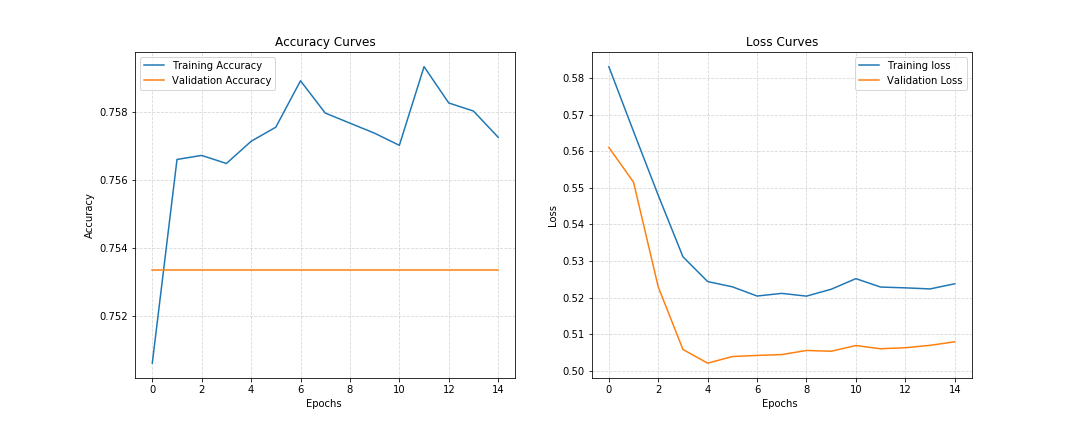 Accuracy Curves
Training Accuracy
Validation Accuracy
0.758
0.756
0.754
0.752
Accuracy
0 2 4 6 8 10 12 14
Epochs
Loss Curves
Training loss
Validation Loss
0.58
0.57
0.56
0.55
0.54
0.53
0.52
0.51
0.50
Loss
0 2 4 6 8 10 12 14
Epochs